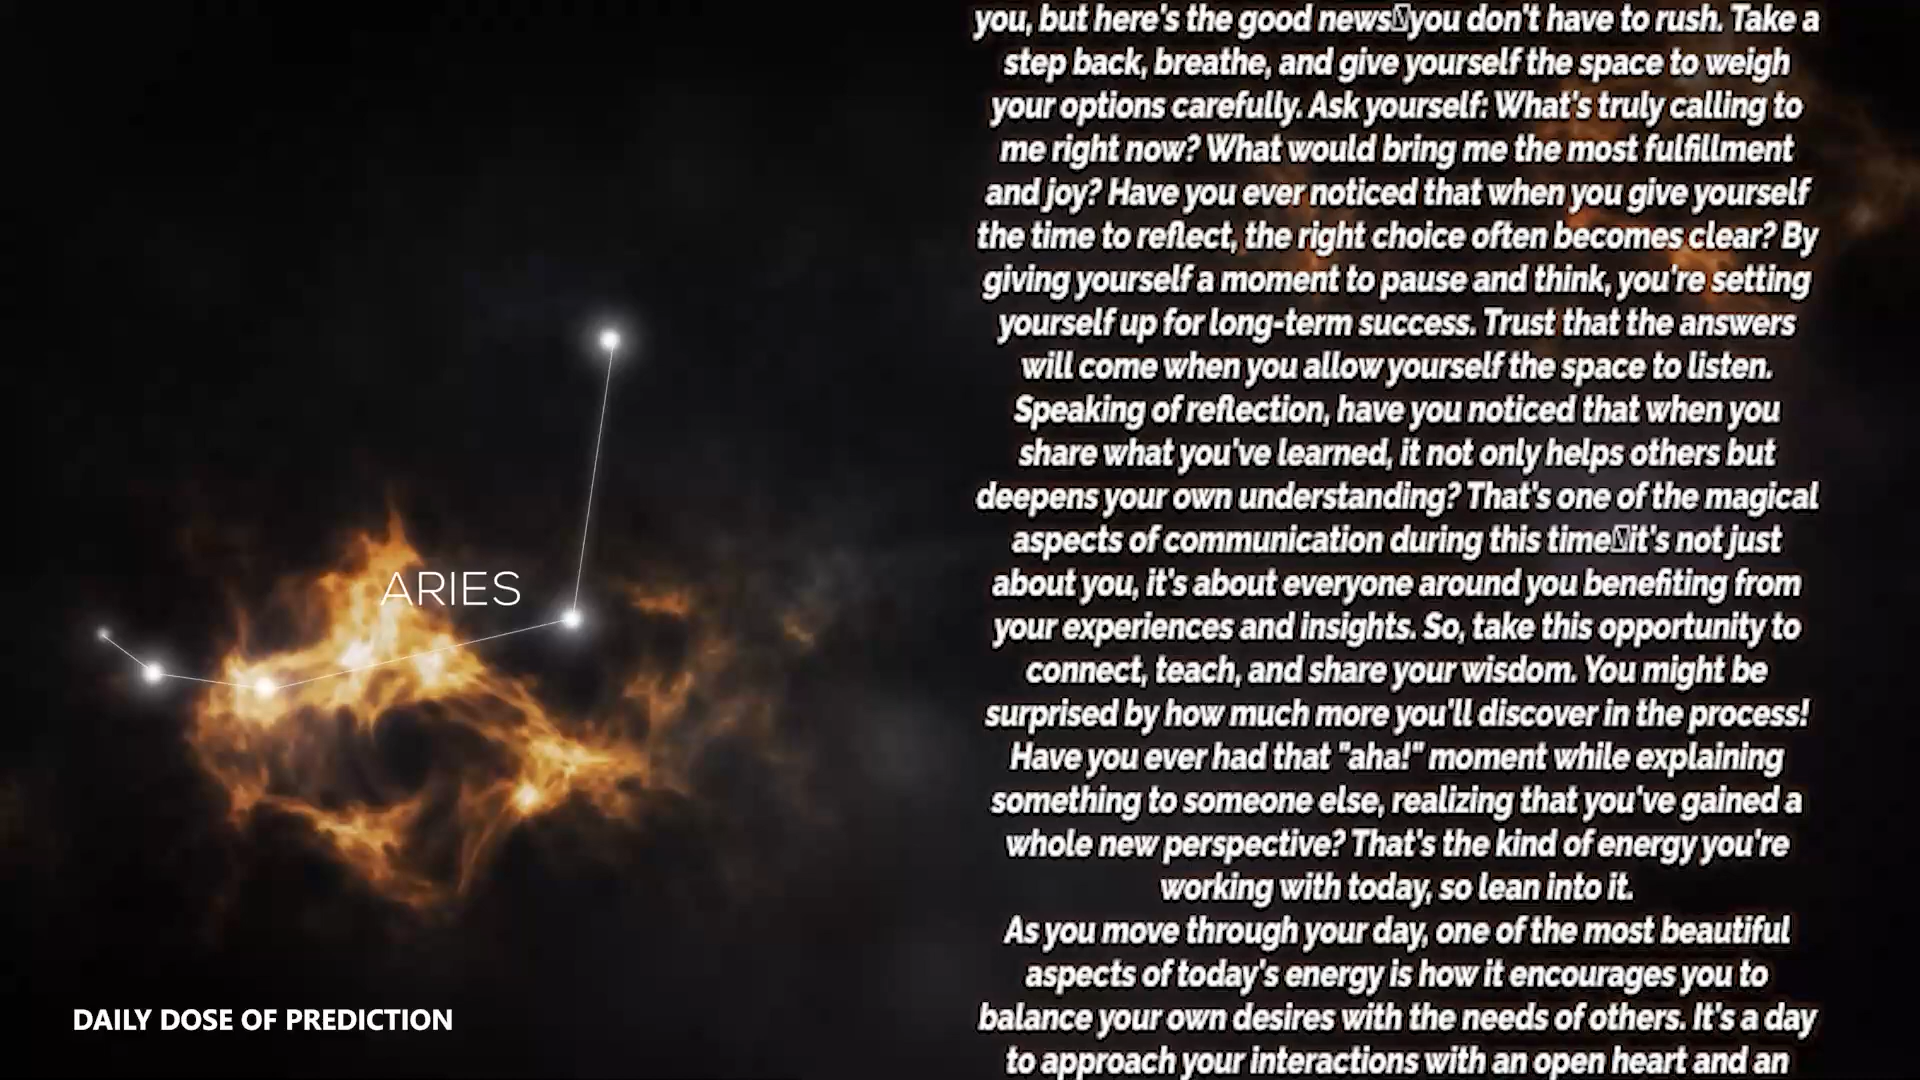 you, but here's the good news▯you don't have to rush. Take a
step back, breathe, and give yourself the space to weigh
your options carefully. Ask yourself: What's truly calling to
me right now? What would bring me the most fulfillment
and joy? Have you ever noticed that when you give yourself
the time to reflect, the right choice often becomes clear? By
giving yourself a moment to pause and think, you're setting
yourself up for long-term success. Trust that the answers
will come when you allow yourself the space to listen.
Speaking of reflection, have you noticed that when you
share what you've learned, it not only helps others but
deepens your own understanding? That's one of the magical
aspects of communication during this time▯it's not just
about you, it's about everyone around you benefiting from
your experiences and insights. So, take this opportunity to
connect, teach, and share your wisdom. You might be
surprised by how much more you'll discover in the process!
Have you ever had that "aha!" moment while explaining
something to someone else, realizing that you've gained a
whole new perspective? That's the kind of energy you're
working with today, so lean into it.
As you move through your day, one of the most beautiful
aspects of today's energy is how it encourages you to
balance your own desires with the needs of others. It's a day
to approach your interactions with an open heart and an
ARIES
DAILY DOSE OF PREDICTION